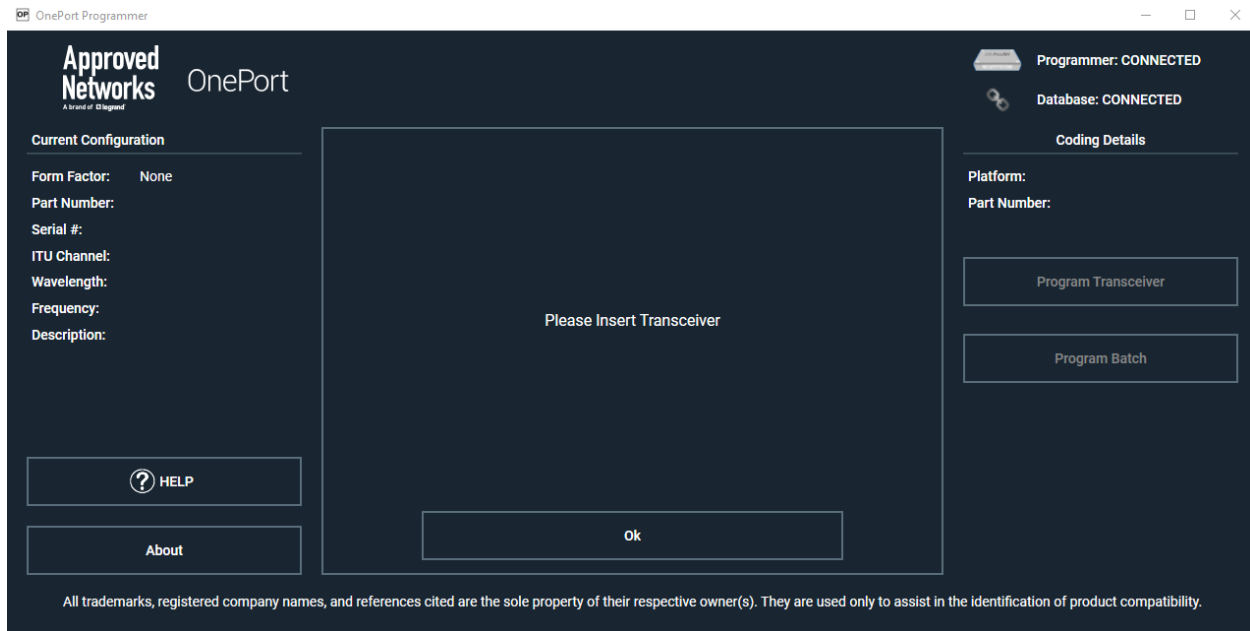 OP OnePort Programmer
Approved
Networks
A brand of legrand
OnePort
Programmer: CONNECTED
Database: CONNECTED
Current Configuration
Form Factor: None
Part Number:
Serial #:
ITU Channel:
Wavelength:
Frequency:
Description:
HELP
About
Please Insert Transceiver
Ok
Coding Details
Platform:
Part Number:
Program Transceiver
Program Batch
All trademarks, registered company names, and references cited are the sole property of their respective owner(s). They are used only to assist in the identification of product compatibility.